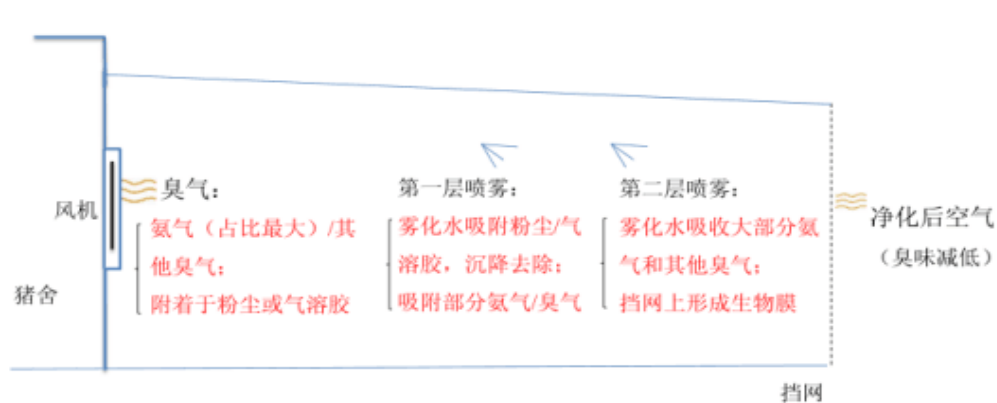 风机
猪舍
臭气：
氨气（占比最大）/其
他臭气；
附着于粉尘或气溶胶
第一层喷雾：
雾化水吸附粉尘/气
溶胶，沉降去除；
吸附部分氨气/臭气
第二层喷雾：
雾化水吸收大部分氨
气和其他臭气；
挡网上形成生物膜
净化后空气
（臭味减低）
挡网